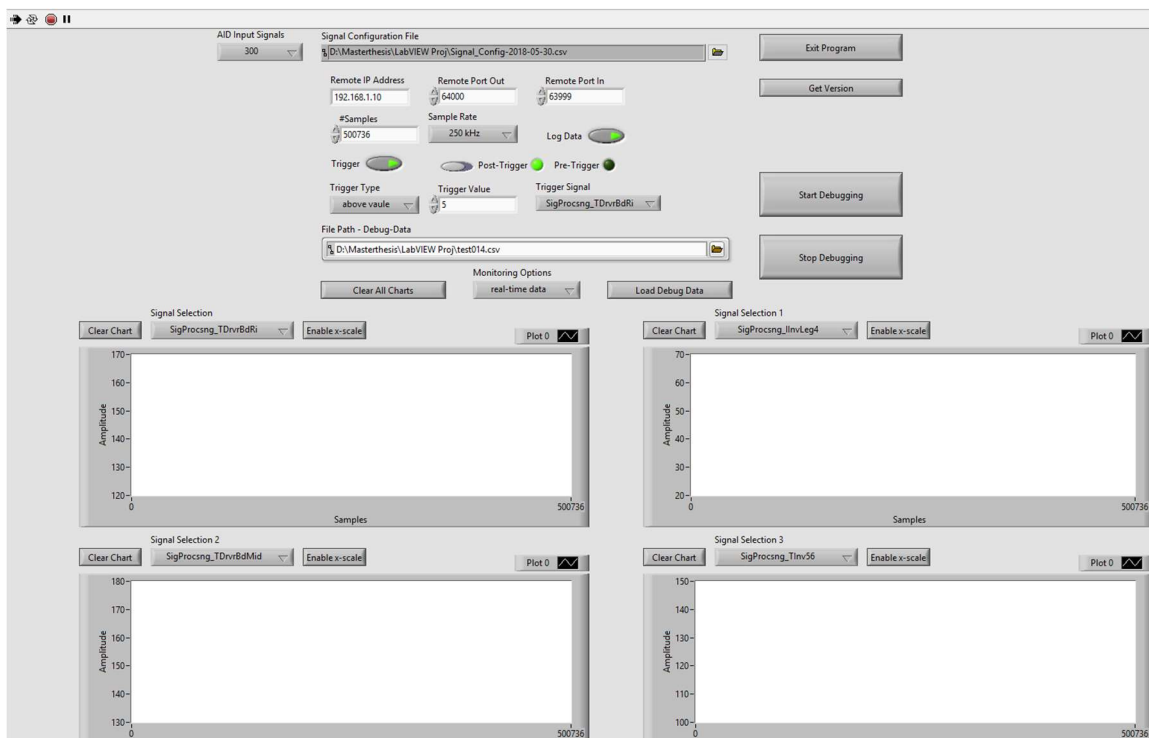 AID Input Signals
300
Signal Configuration File
D:\Masterthesis\LabVIEW Proj\Signal_Config-2018-05-30.csv
Exit Program
Remote IP Address
Remote Port Out
Remote Port In
192.168.1.10
64000
63999
Get Version
#Samples
Sample Rate
500736
250 kHz
Log Data
Trigger
Post-Trigger
Pre-Trigger
Trigger Type
Trigger Value
Trigger Signal
above vaule
5
SigProcsng_TDrvrBdRi
Start Debugging
File Path - Debug-Data
D:\Masterthesis\LabVIEW Proj\test014.csv
Stop Debugging
Monitoring Options
Clear All Charts
real-time data
Load Debug Data
Signal Selection
Clear Chart
SigProcsng_TDrvrBdRi
Enable x-scale
Plot 0
170
160
150
140
130
120
Amplitude
0
500736
Samples
Signal Selection 1
Clear Chart
SigProcsng_IInvLeg4
Enable x-scale
Plot 0
70
60
50
40
30
20
Amplitude
0
500736
Samples
Signal Selection 2
Clear Chart
SigProcsng_TDrvrBdMid
Enable x-scale
Plot 0
180
170
160
150
140
130
Amplitude
0
500736
Signal Selection 3
Clear Chart
SigProcsng_TInv56
Enable x-scale
Plot 0
150
140
130
120
110
100
Amplitude
0
500736